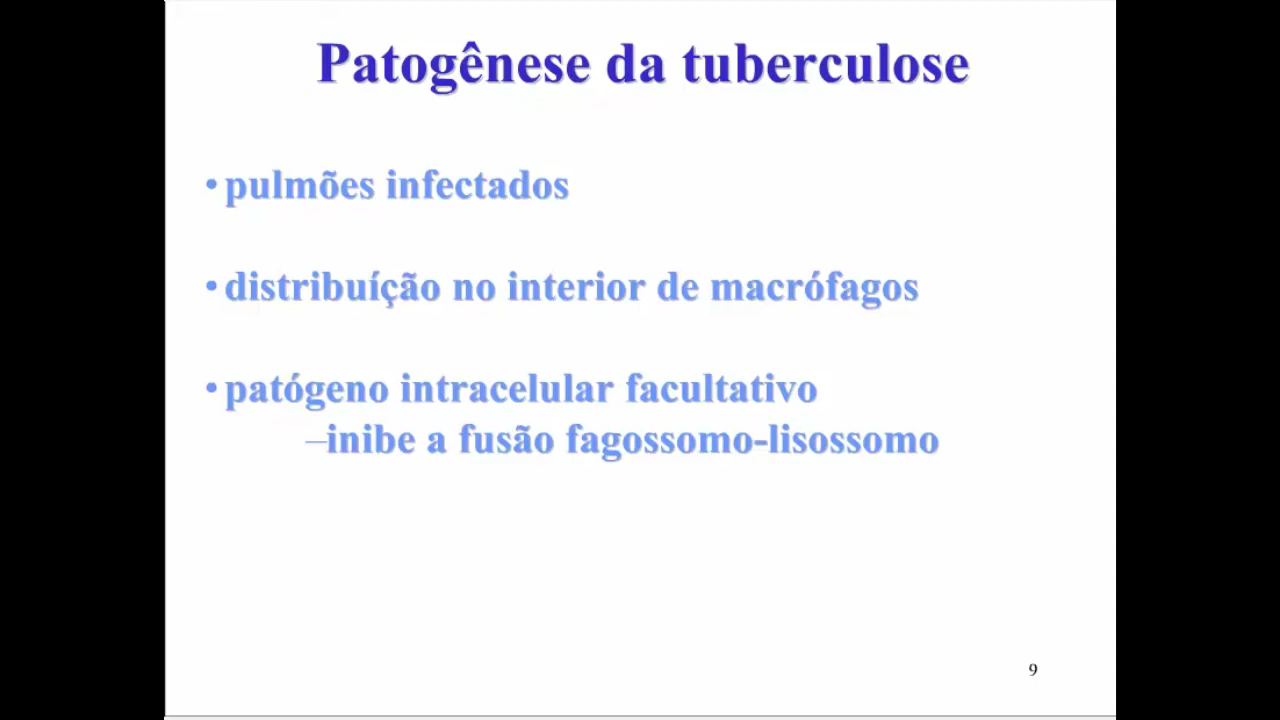 Patogênese da tuberculose
• pulmões infectados
• distribuíção no interior de macrófagos
• patógeno intracelular facultativo
–inibe a fusão fagossomo-lisossomo
9